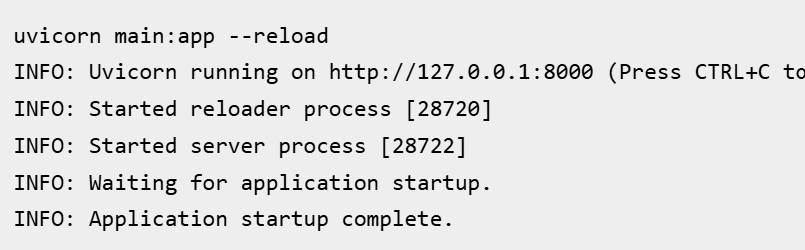 uvicorn main:app --reload
INFO: Uvicorn running on http://127.0.0.1:8000 (Press CTRL+C to
INFO: Started reloader process [28720]
INFO: Started server process [28722]
INFO: Waiting for application startup.
INFO: Application startup complete.